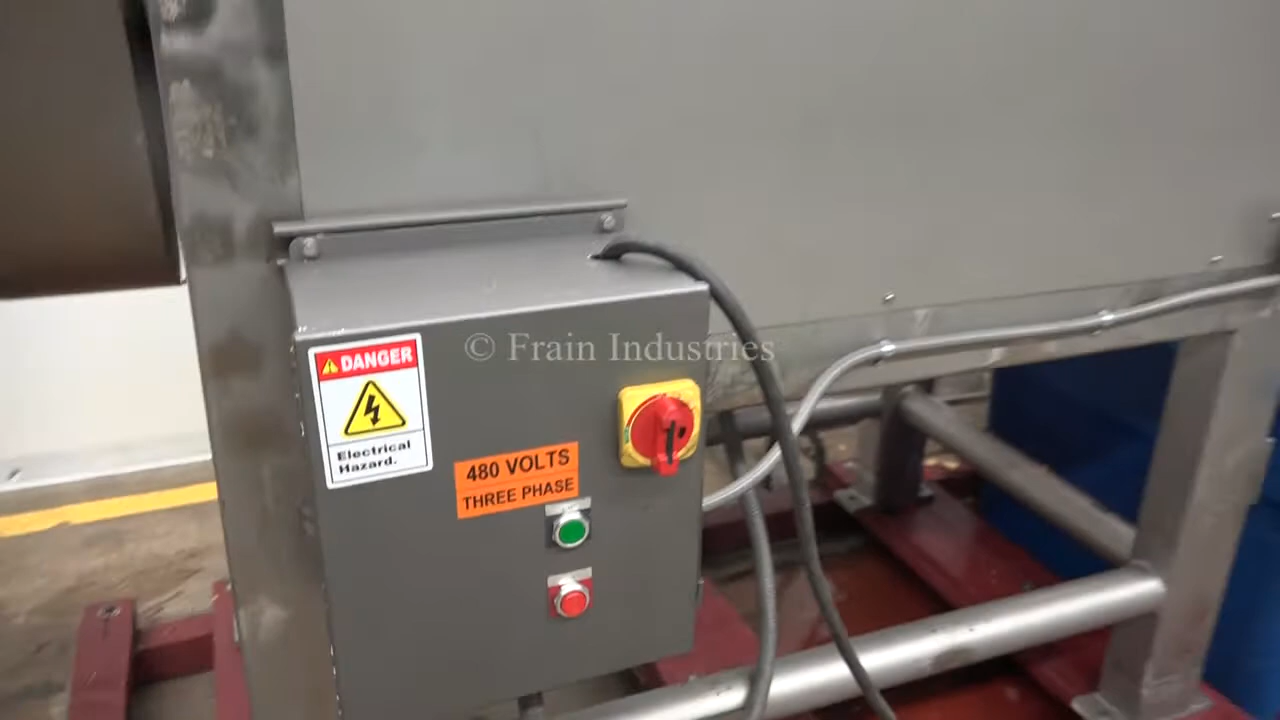 © Frain Industries
DANGER
Electrical
Hazard.
480 VOLTS
THREE PHASE